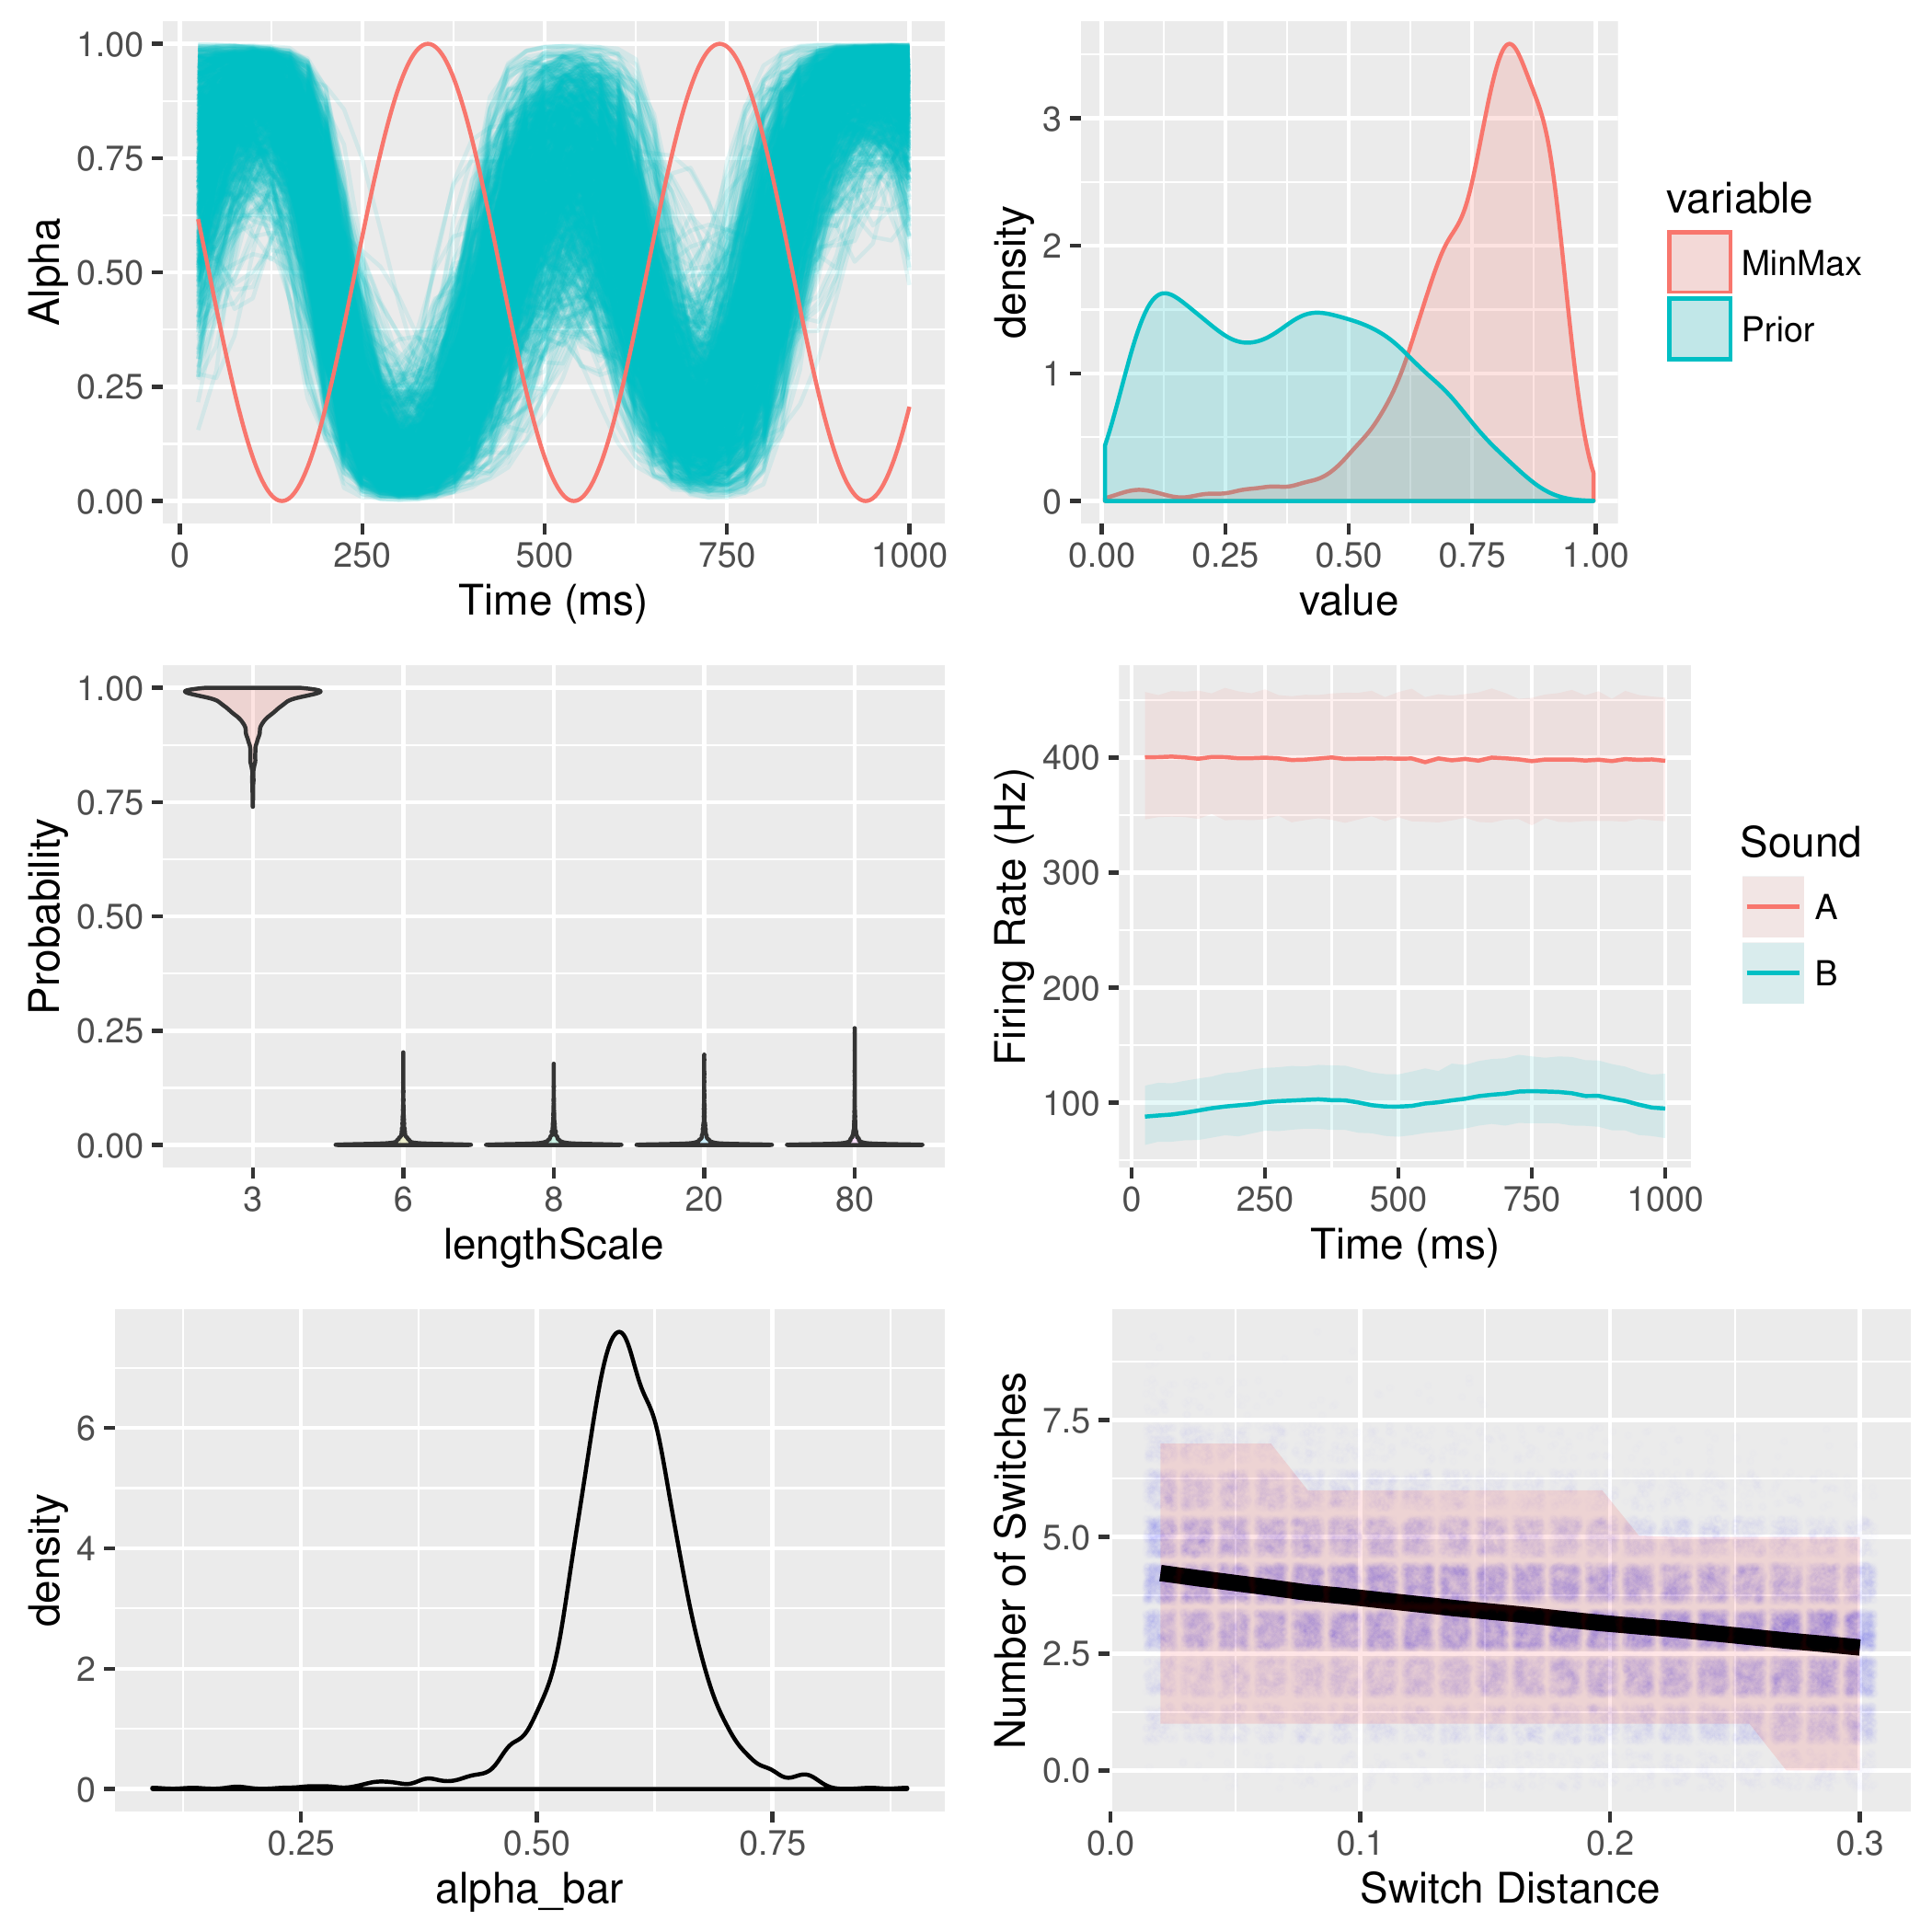 Alpha
1.00
0.75
0.50
0.25
0.00
0 250 500 750 1000
Time (ms)
density
3
2
1
0
0.00 0.25 0.50 0.75 1.00
value
variable
MinMax
Prior
Probability
1.00
0.75
0.50
0.25
0.00
3 6 8 20 80
lengthScale
Firing Rate (Hz)
400
300
200
100
0 250 500 750 1000
Time (ms)
Sound
A
B
density
6
4
2
0
0.25 0.50 0.75
alpha_bar
Number of Switches
7.5
5.0
2.5
0.0
0.0 0.1 0.2 0.3
Switch Distance